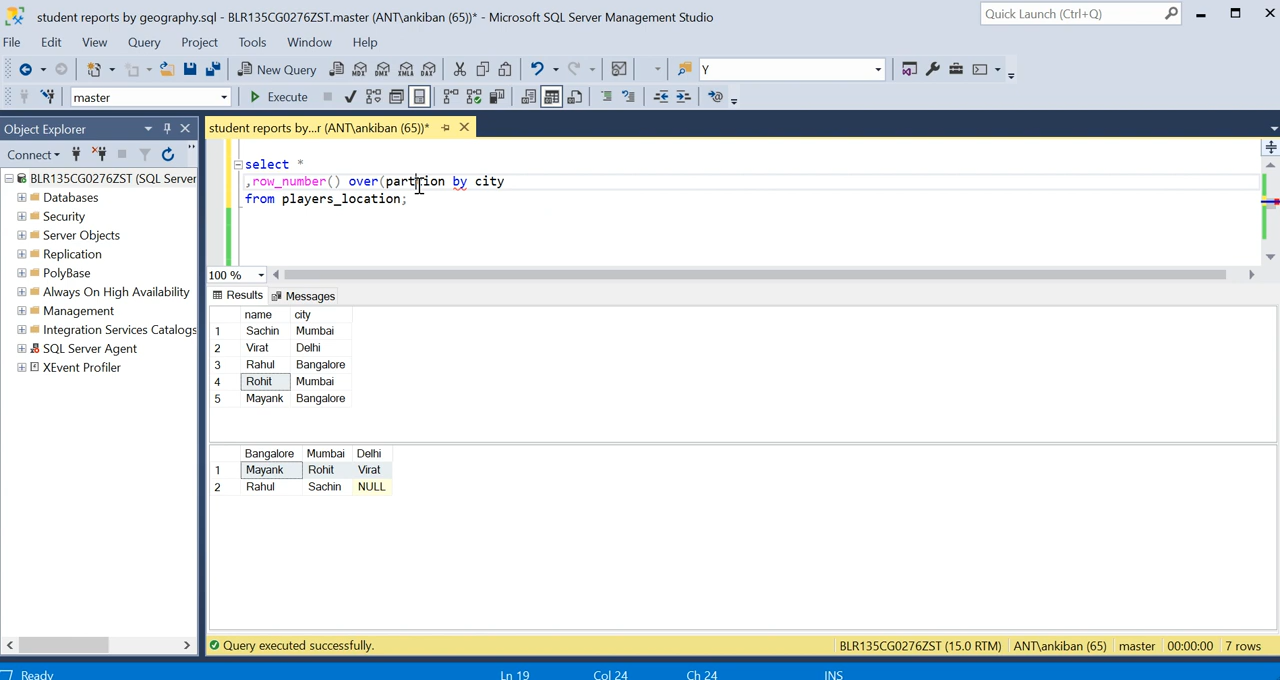 student reports by geography.sql - BLR135CG0276ZST.master (ANT\ankiban (65))* - Microsoft SQL Server Management Studio
Quick Launch (Ctrl+Q)
File Edit View Query Project Tools Window Help
New Query MDX DMX XMLA DAX Y
master Execute
Object Explorer
student reports by...r (ANT\ankiban (65))*
Connect
BLR135CG0276ZST (SQL Server
Databases
Security
Server Objects
Replication
PolyBase
Always On High Availability
Management
Integration Services Catalogs
SQL Server Agent
XEvent Profiler
select *
,row_number() over(
by city
from players_location;
100 %
Results Messages
name city
1 Sachin Mumbai
2 Virat Delhi
3 Rahul Bangalore
4 Rohit Mumbai
5 Mayank Bangalore
Bangalore Mumbai Delhi
1 Mayank Rohit Virat
2 Rahul Sachin NULL
Query executed successfully.
BLR135CG0276ZST (15.0 RTM) ANT\ankiban (65) master 00:00:00 7 rows
Ready Ln 19 Col 24 Ch 24 INS